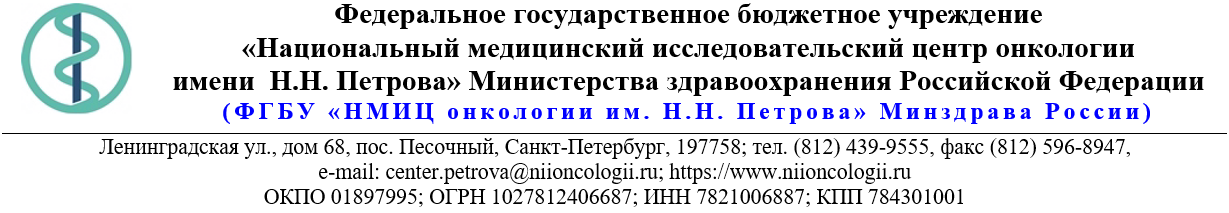 Федеральное государственное бюджетное учреждение
«Национальный медицинский исследовательский центр онкологии
имени Н.Н. Петрова» Министерства здравоохранения Российской Федерации
(ФГБУ «НМИЦ онкологии им. Н.Н. Петрова» Минздрава России)
Ленинградская ул., дом 68, пос. Песочный, Санкт-Петербург, 197758; тел. (812) 439-9555, факс (812) 596-8947,
e-mail: center.petrova@niioncologii.ru; https://www.niioncologii.ru
ОКПО 01897995; ОГРН 1027812406687; ИНН 7821006887; КПП 784301001